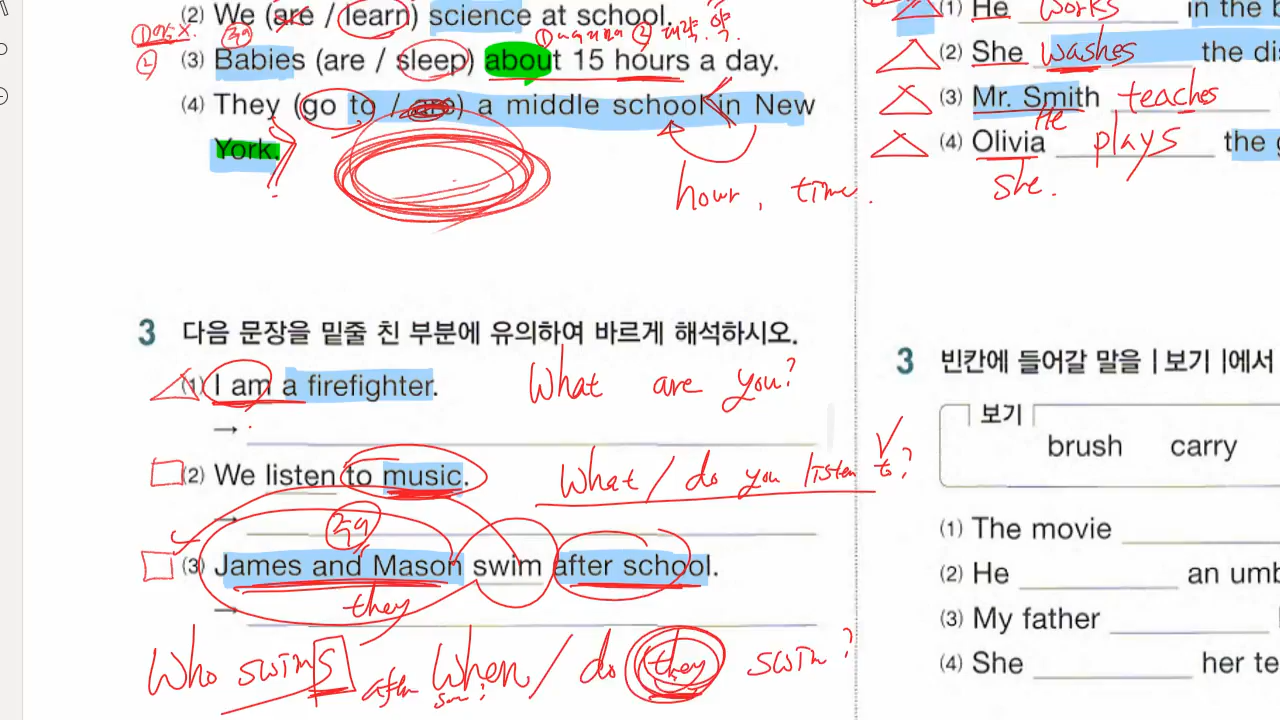 (2) We (are / learn) science at school.
(3) Babies (are / sleep) about 15 hours a day.
(4) They (go to / are) a middle school in New
York.
hour, time.
3 다음 문장을 밑줄 친 부분에 유의하여 바르게 해석하시오.
(1) I am a firefighter.
What are you?
→
(2) We listen to music.
What / do you listen to?
→
주어
(3) James and Mason swim after school.
they
→
Who swims after
When / do they swim?
(1) He works in the b
(2) She washes the dis
(3) Mr. Smith teaches
He
(4) Olivia plays the g
she.
3 빈칸에 들어갈 말을 |보기|에서
보기
brush carry
(1) The movie
(2) He an umb
(3) My father
(4) She her te